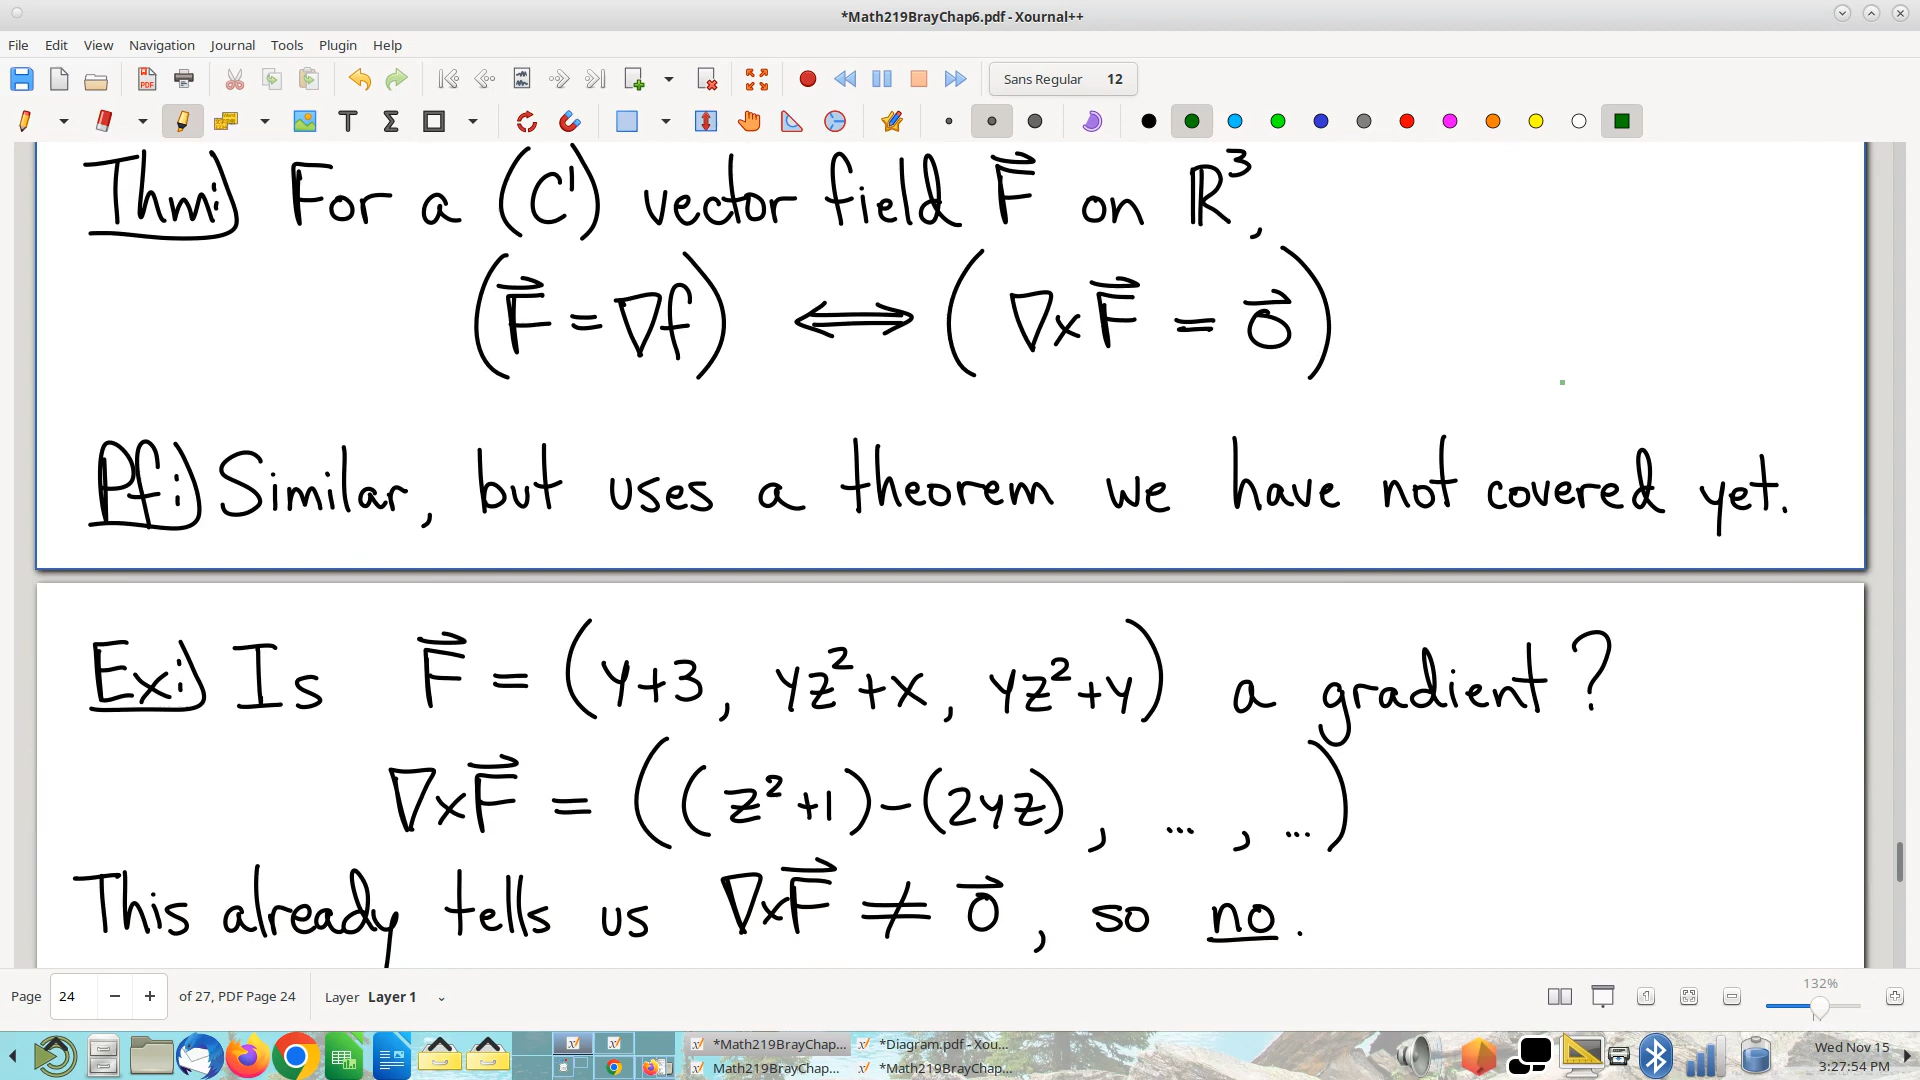 *Math219BrayChap6.pdf - Xournal++
File Edit View Navigation Journal Tools Plugin Help
Sans Regular 12
Thm:) For a (C¹) vector field F⃗ on ℝ³,
(F⃗ = ∇f) ⟺ (∇×F⃗ = 0⃗)
Pf:) Similar, but uses a theorem we have not covered yet.
Ex:) Is F⃗ = (y+3, yz²+x, yz²+y) a gradient?
∇×F⃗ = ((z²+1)-(2yz), ..., ...)
This already tells us ∇×F⃗ ≠ 0⃗, so no.
Page 24 of 27, PDF Page 24 Layer Layer 1 132%
*Math219BrayChap... *Diagram.pdf - Xou...
Math219BrayChap... *Math219BrayChap...
Wed Nov 15
3:27:54 PM